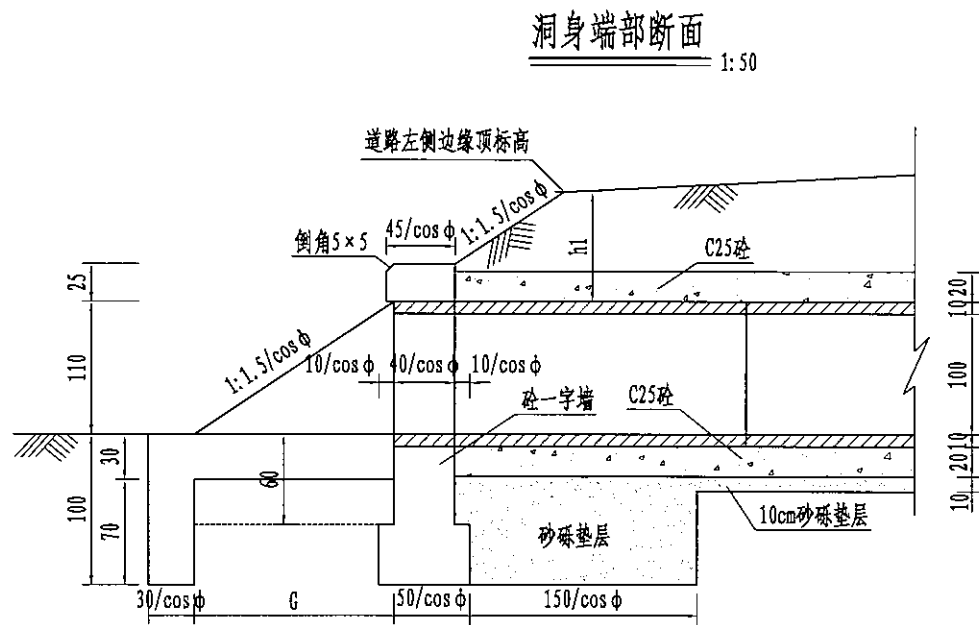 洞身端部断面
1:50
道路左侧边缘顶标高
45/cosϕ
1:1.5/cosϕ
倒角5×5
h1
C25砼
25
20
10
110
1:1.5/cosϕ
10/cosϕ
40/cosϕ
10/cosϕ
100
砼一字墙
C25砼
30
60
10
20
10
100
70
砂砾垫层
10cm砂砾垫层
30/cosϕ
G
50/cosϕ
150/cosϕ